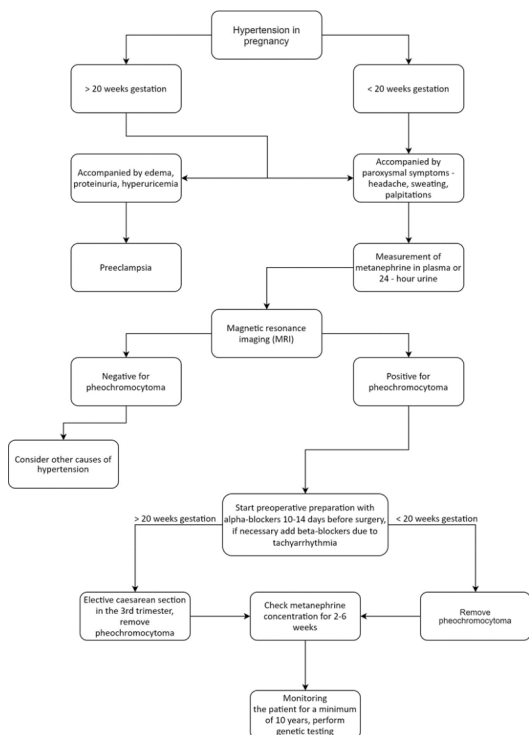 Hypertension in
pregnancy
> 20 weeks gestation
< 20 weeks gestation
Accompanied by edema,
proteinuria, hyperuricemia
Accompanied by
paroxysmal symptoms -
headache, sweating,
palpitations
Preeclampsia
Measurement of
metanephrine in plasma or
24 - hour urine
Magnetic resonance
imaging (MRI)
Negative for
pheochromocytoma
Positive for
pheochromocytoma
Consider other causes of
hypertension
> 20 weeks gestation
Start preoperative preparation with
alpha-blockers 10-14 days before surgery,
if necessary add beta-blockers due to
tachyarrhythmia
< 20 weeks gestation
Elective caesarean section
in the 3rd trimester,
remove
pheochromocytoma
Check metanephrine
concentration for 2-6
weeks
Remove
pheochromocytoma
Monitoring
the patient for a minimum
of 10 years, perform
genetic testing